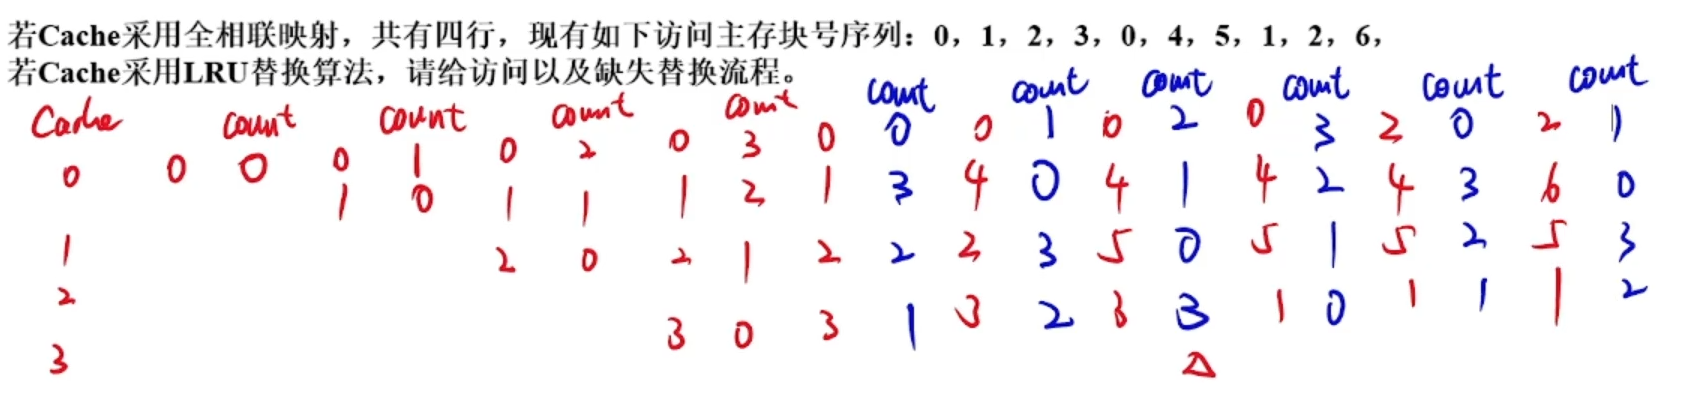 若Cache采用全相联映射，共有四行，现有如下访问主存块号序列：0，1，2，3，0，4，5，1，2，6，
若Cache采用LRU替换算法，请给访问以及缺失替换流程。
Cache count count count count count count count count count count
0 0 0 0 1 0 2 0 3 0 0 0 1 0 2 0 3 2 0 2 1
1 1 0 1 1 1 2 1 3 4 0 4 1 4 2 4 3 6 0
2 2 0 2 1 2 2 2 3 5 0 5 1 5 2 5 3
3 3 0 3 1 3 2 3 3 1 0 1 1 1 2
△